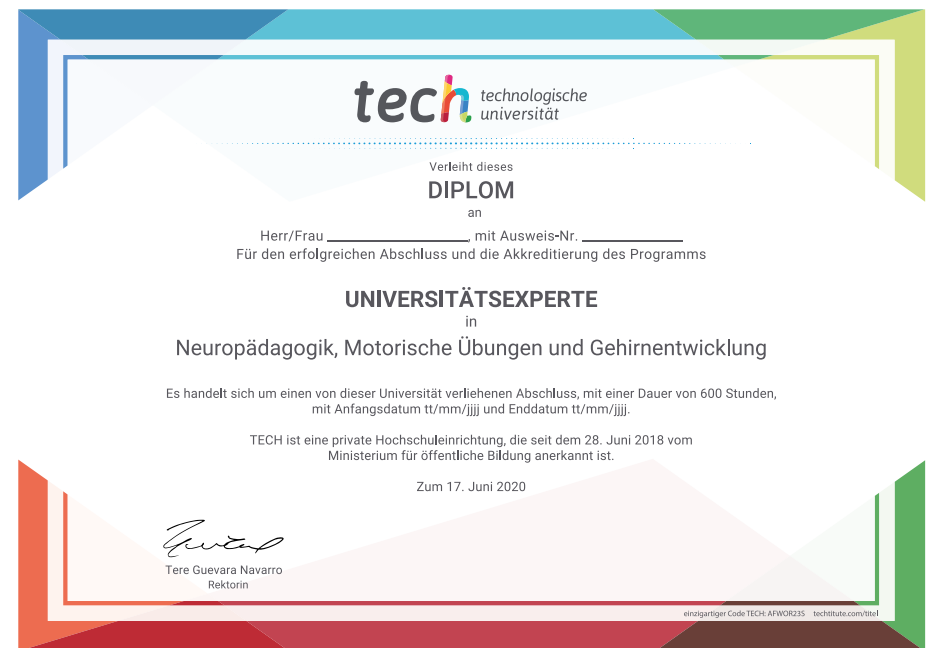 tech technologische
universität
Verleiht dieses
DIPLOM
an
Herr/Frau ____________, mit Ausweis-Nr. ____________
Für den erfolgreichen Abschluss und die Akkreditierung des Programms
UNIVERSITÄTSEXPERTE
in
Neuropädagogik, Motorische Übungen und Gehirnentwicklung
Es handelt sich um einen von dieser Universität verliehenen Abschluss, mit einer Dauer von 600 Stunden,
mit Anfangsdatum tt/mm/jjjj und Enddatum tt/mm/jjjj.
TECH ist eine private Hochschuleinrichtung, die seit dem 28. Juni 2018 vom
Ministerium für öffentliche Bildung anerkannt ist.
Zum 17. Juni 2020
Tere Guevara Navarro
Rektorin
einzigartiger Code TECH: AFWOR23S techtitute.com/titel